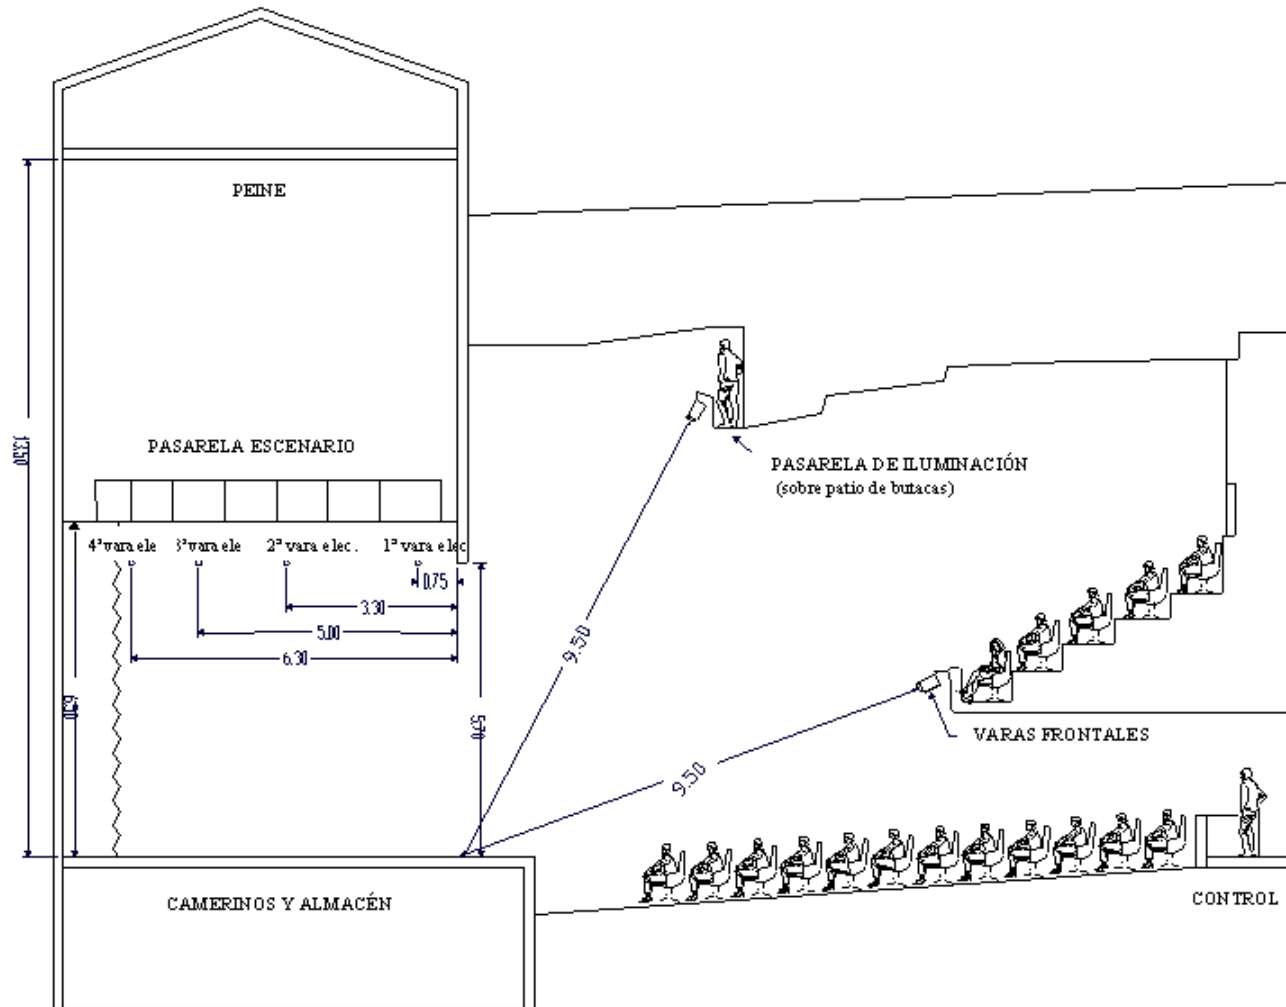 PEINE
13.50
PASARELA ESCENARIO
PASARELA DE ILUMINACIÓN
(sobre patio de butacas)
4ª vara ele
3ª vara ele
2ª vara elec.
1ª vara elec
0.75
3.30
5.00
6.30
9.50
5.70
VARAS FRONTALES
9.50
CAMERINOS Y ALMACÉN
CONTROL